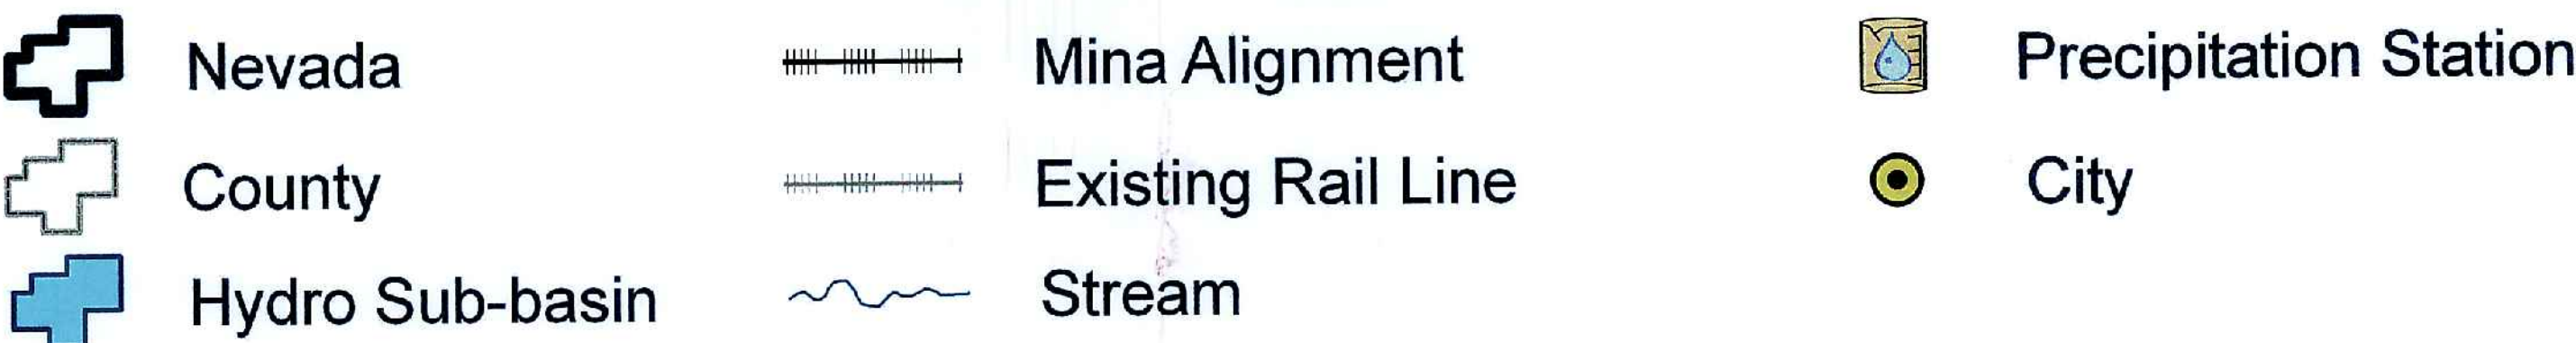 Nevada
County
Hydro Sub-basin
Mina Alignment
Existing Rail Line
Stream
Precipitation Station
City